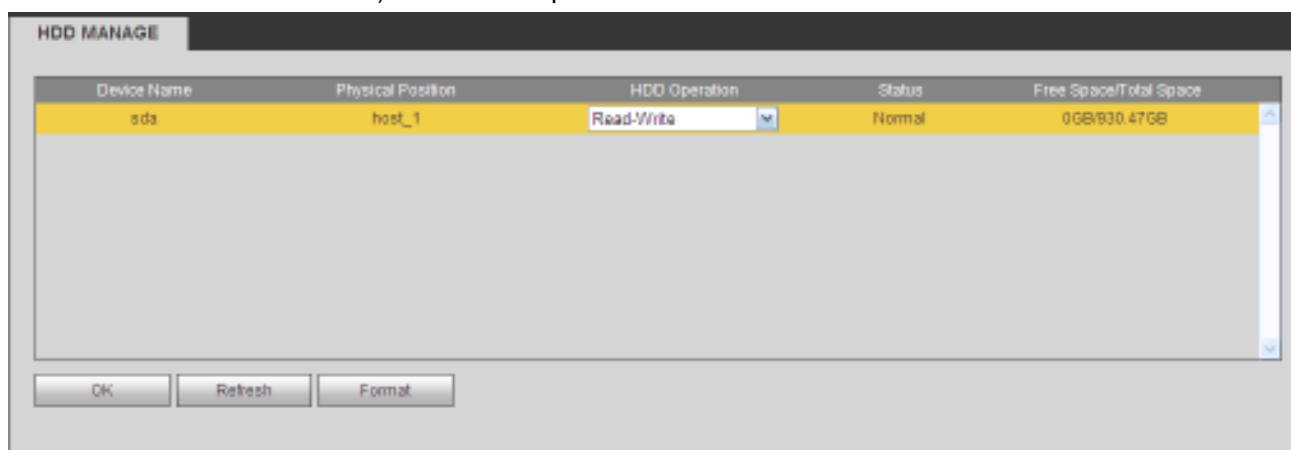 HDD MANAGE
Device Name Physical Position HDD Operation Status Free Space/Total Space
sda host_1 Read-Write Normal 0GB/930.47GB
OK Refresh Format